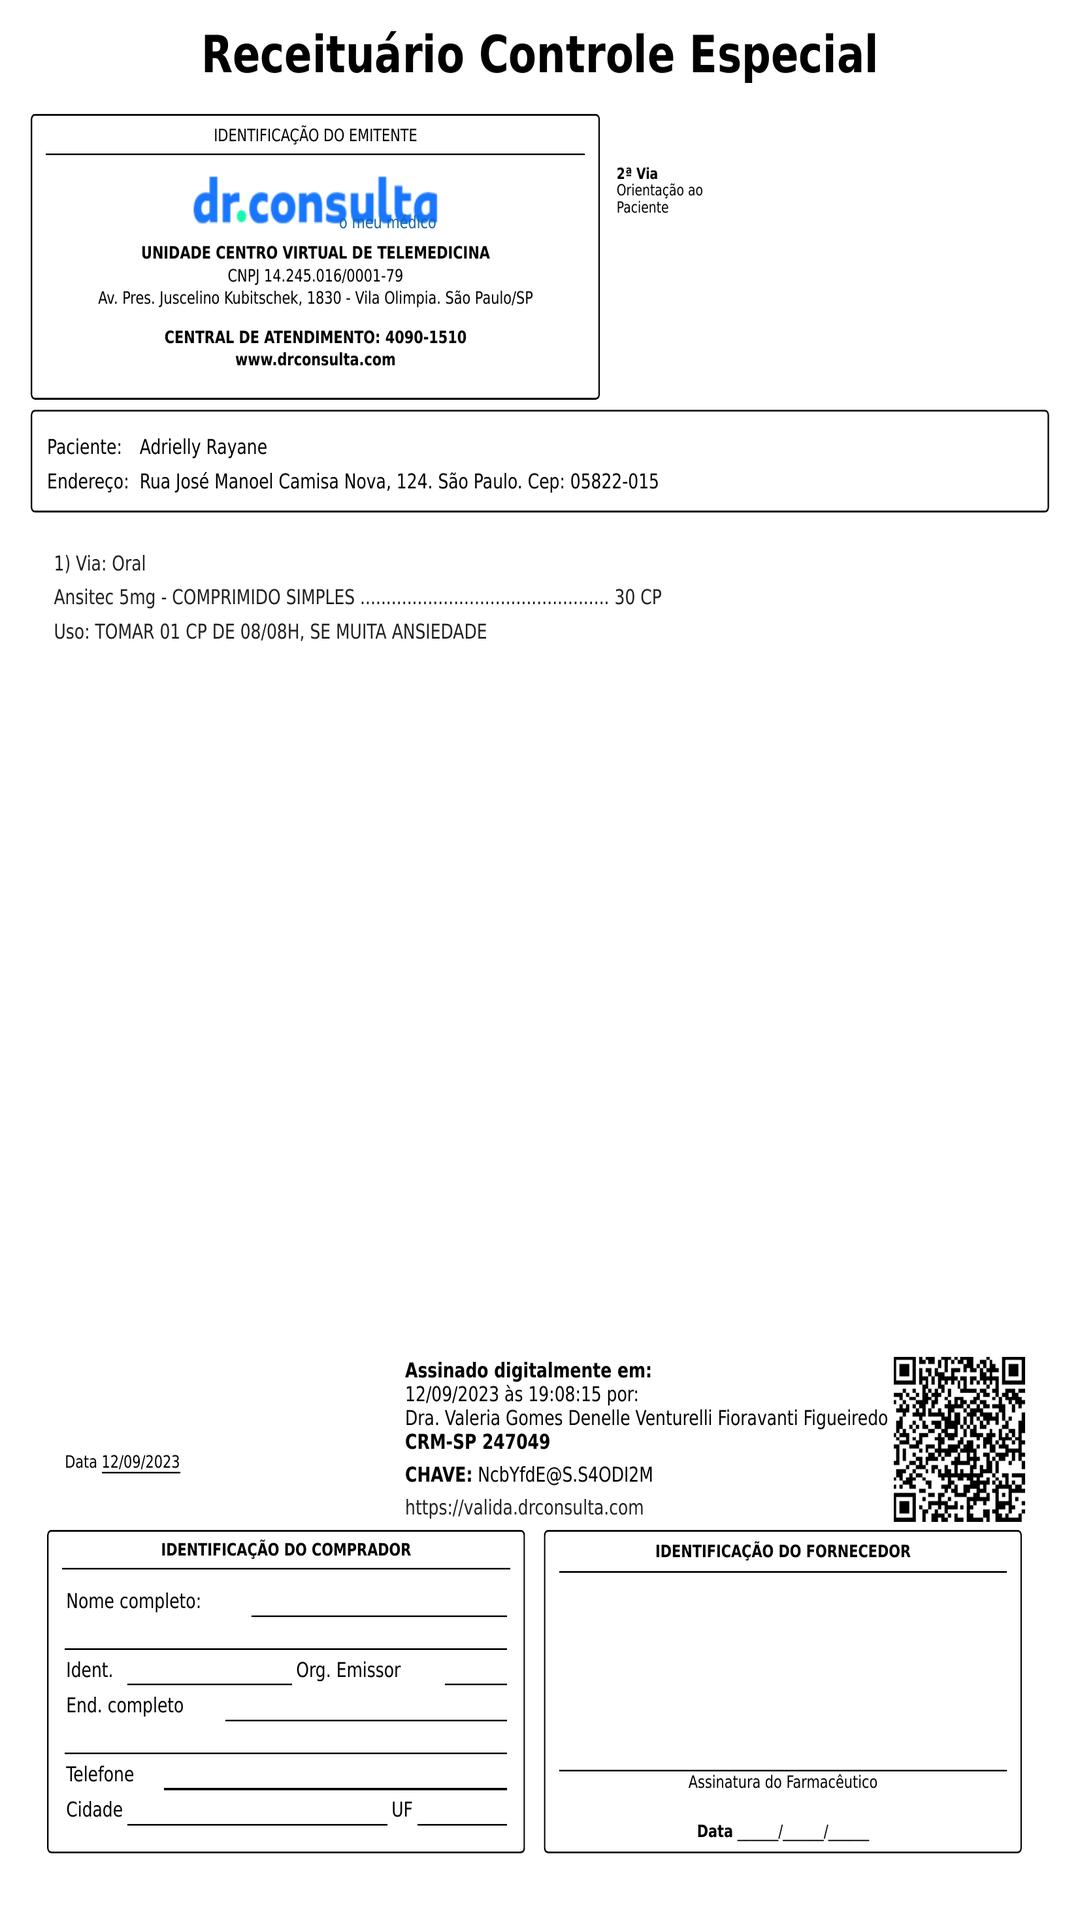 Receituário Controle Especial
IDENTIFICAÇÃO DO EMITENTE
dr.consulta
o meu médico
UNIDADE CENTRO VIRTUAL DE TELEMEDICINA
CNPJ 14.245.016/0001-79
Av. Pres. Juscelino Kubitschek, 1830 - Vila Olimpia. São Paulo/SP
CENTRAL DE ATENDIMENTO: 4090-1510
www.drconsulta.com
2ª Via
Orientação ao
Paciente
Paciente: Adrielly Rayane
Endereço: Rua José Manoel Camisa Nova, 124. São Paulo. Cep: 05822-015
1) Via: Oral
Ansitec 5mg - COMPRIMIDO SIMPLES ................................................ 30 CP
Uso: TOMAR 01 CP DE 08/08H, SE MUITA ANSIEDADE
Assinado digitalmente em:
12/09/2023 às 19:08:15 por:
Dra. Valeria Gomes Denelle Venturelli Fioravanti Figueiredo
CRM-SP 247049
Data 12/09/2023
CHAVE: NcbYfdE@S.S4ODI2M
https://valida.drconsulta.com
IDENTIFICAÇÃO DO COMPRADOR
Nome completo:
Ident. Org. Emissor
End. completo
Telefone
Cidade UF
IDENTIFICAÇÃO DO FORNECEDOR
Assinatura do Farmacêutico
Data _____/_____/_____